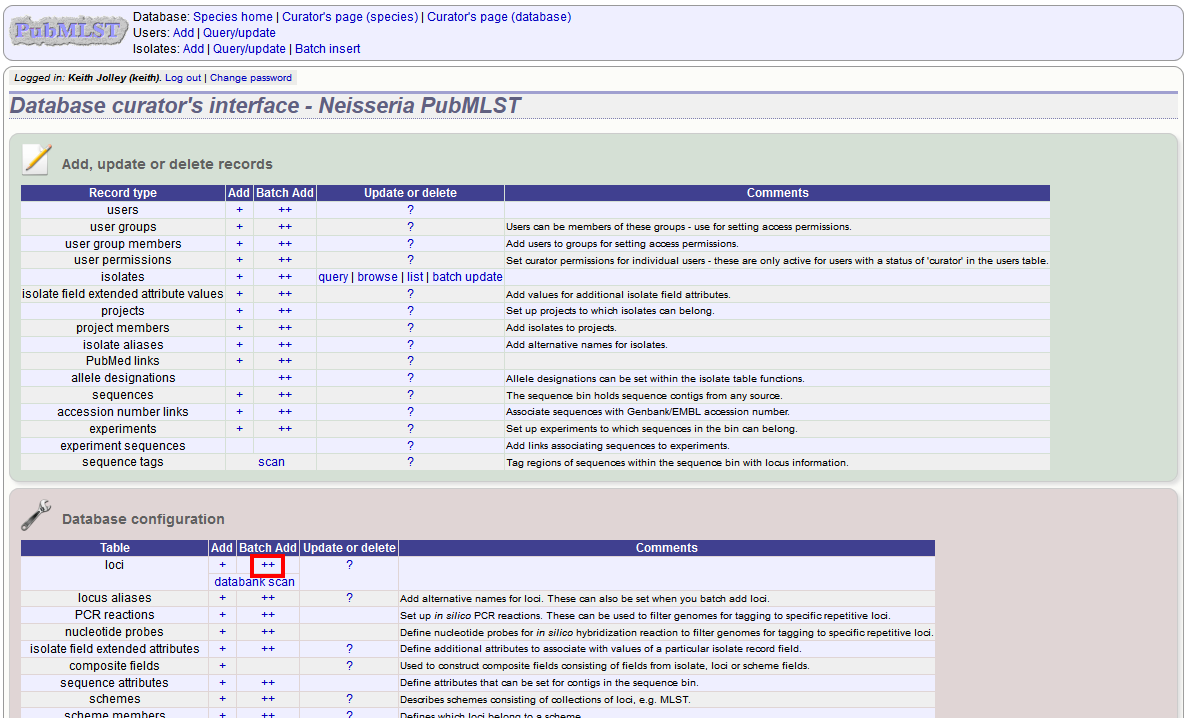 PubMLST
Database: Species home | Curator's page (species) | Curator's page (database)
Users: Add | Query/update
Isolates: Add | Query/update | Batch insert
Logged in: Keith Jolley (keith). Log out | Change password
Database curator's interface - Neisseria PubMLST
Add, update or delete records
Record type Add Batch Add Update or delete Comments
users + ++ ?
user groups + ++ ? Users can be members of these groups - use for setting access permissions.
user group members + ++ ? Add users to groups for setting access permissions.
user permissions + ++ ? Set curator permissions for individual users - these are only active for users with a status of 'curator' in the users table.
isolates + ++ query | browse | list | batch update
isolate field extended attribute values + ++ ? Add values for additional isolate field attributes.
projects + ++ ? Set up projects to which isolates can belong.
project members + ++ ? Add isolates to projects.
isolate aliases + ++ ? Add alternative names for isolates.
PubMed links + ++ ?
allele designations ++ ? Allele designations can be set within the isolate table functions.
sequences + ++ ? The sequence bin holds sequence contigs from any source.
accession number links + ++ ? Associate sequences with Genbank/EMBL accession number.
experiments + ++ ? Set up experiments to which sequences in the bin can belong.
experiment sequences ? Add links associating sequences to experiments.
sequence tags scan ? Tag regions of sequences within the sequence bin with locus information.
Database configuration
Table Add Batch Add Update or delete Comments
loci + ++ ?
databank scan
locus aliases + ++ ? Add alternative names for loci. These can also be set when you batch add loci.
PCR reactions + ++ Set up in silico PCR reactions. These can be used to filter genomes for tagging to specific repetitive loci.
nucleotide probes + ++ Define nucleotide probes for in silico hybridization reaction to filter genomes for tagging to specific repetitive loci.
isolate field extended attributes + ++ ? Define additional attributes to associate with values of a particular isolate record field.
composite fields + ? Used to construct composite fields consisting of fields from isolate, loci or scheme fields.
sequence attributes + ++ Define attributes that can be set for contigs in the sequence bin.
schemes + ++ ? Describes schemes consisting of collections of loci, e.g. MLST.
scheme members + ++ ? Defines which loci belong to a scheme.